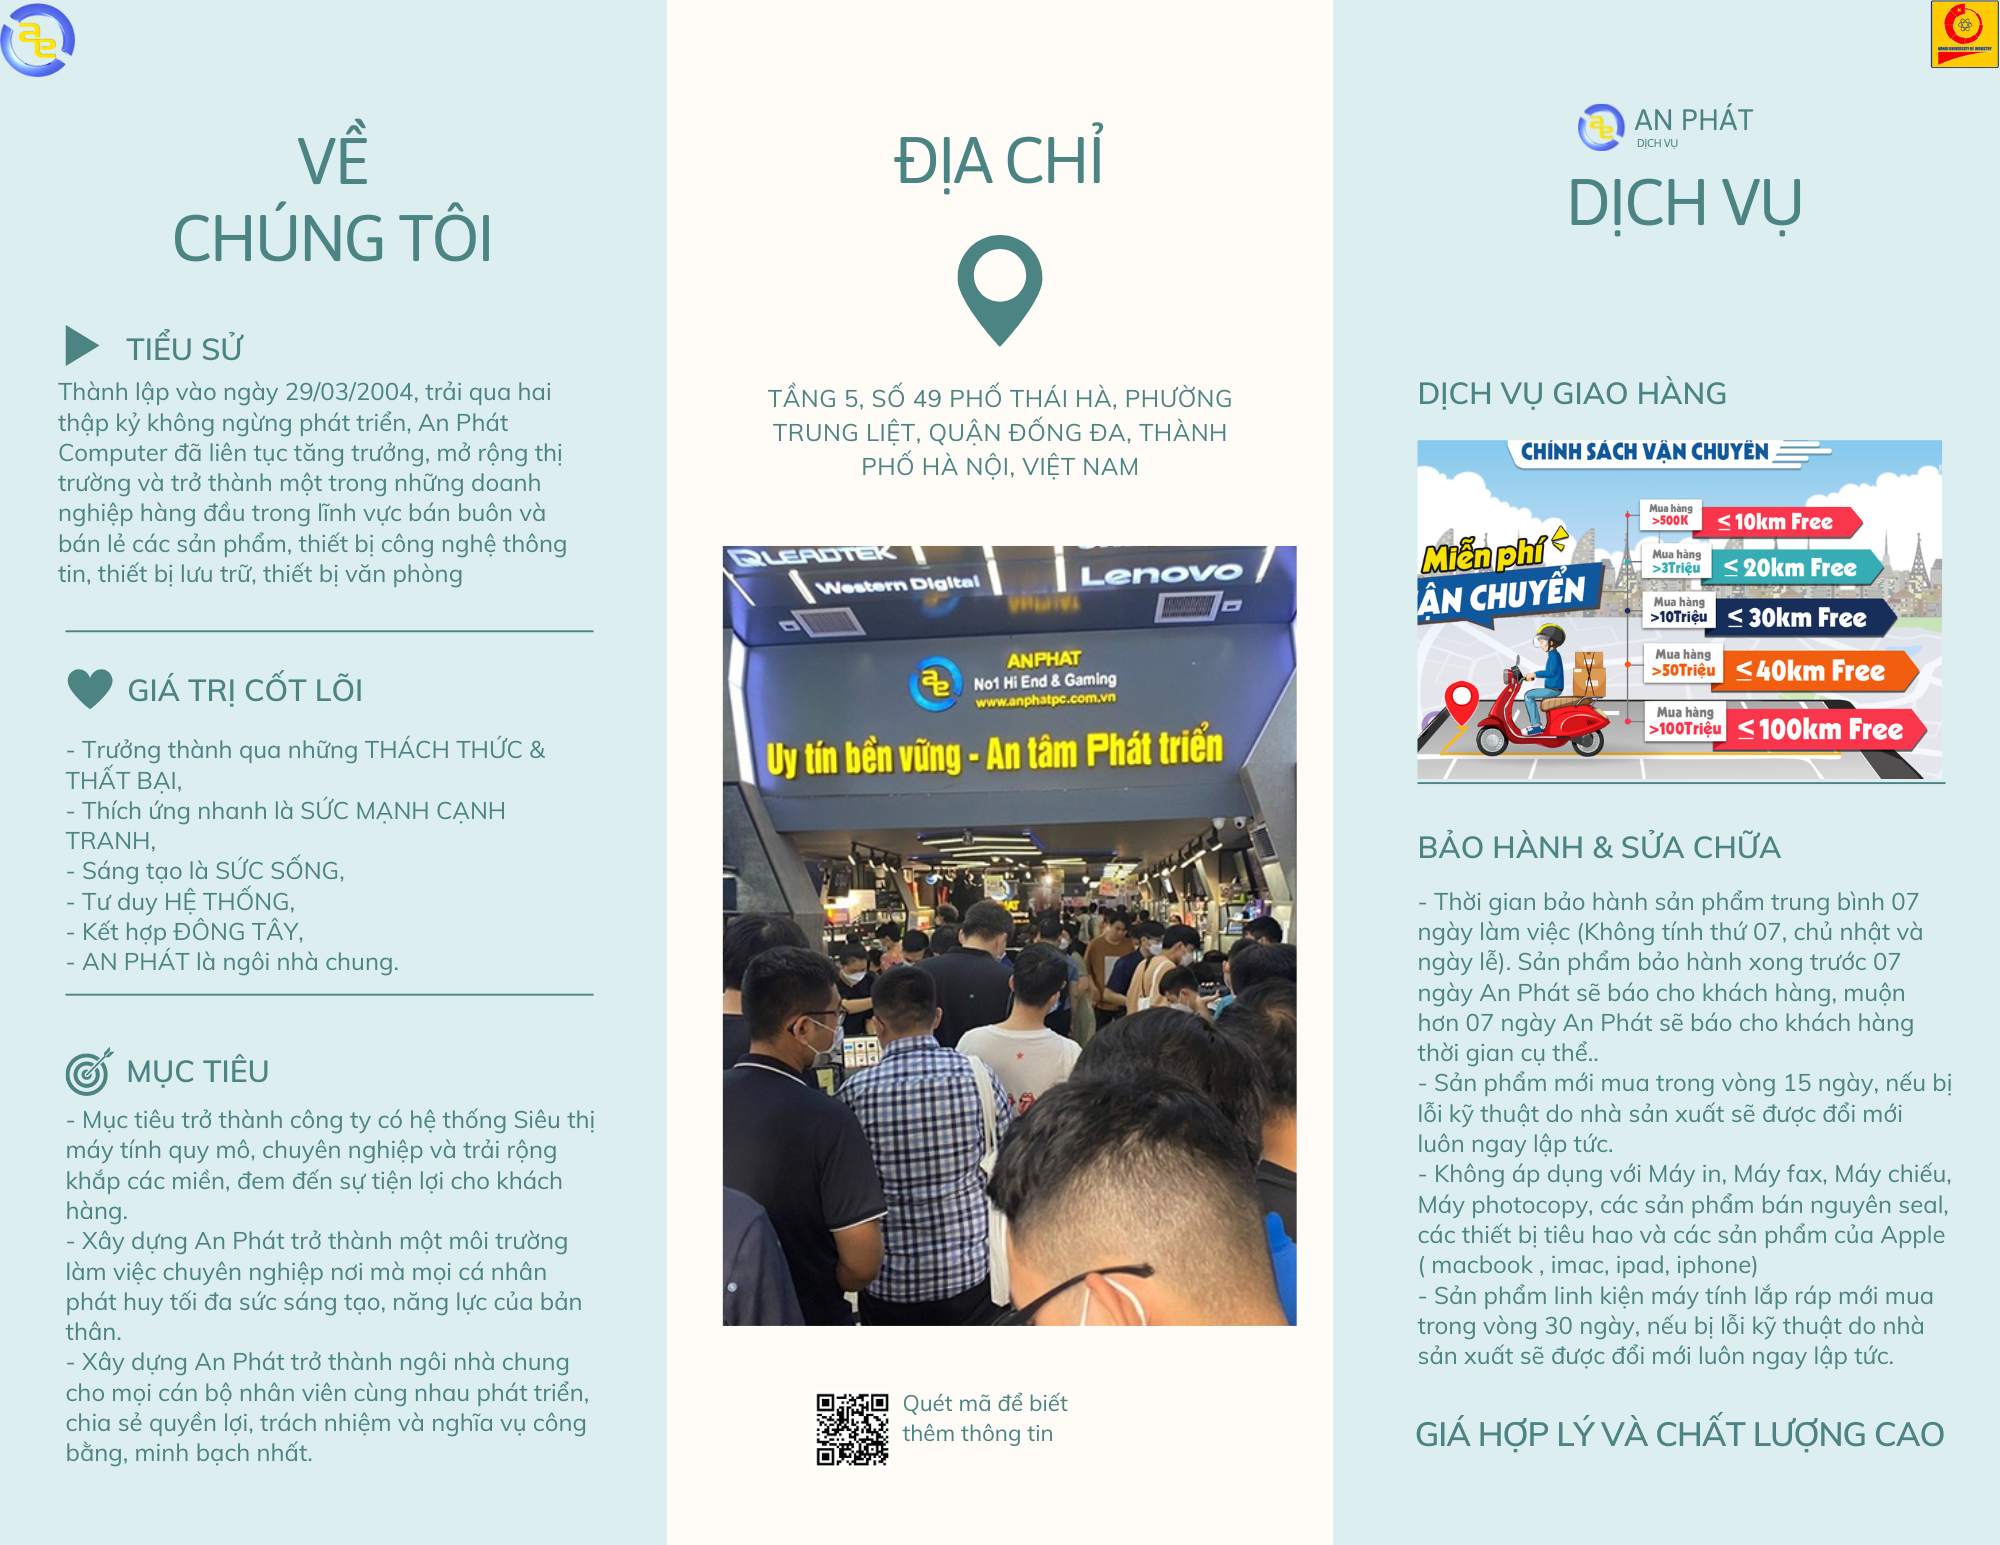 VỀ
CHÚNG TÔI
TIỂU SỬ
Thành lập vào ngày 29/03/2004, trải qua hai
thập kỷ không ngừng phát triển, An Phát
Computer đã liên tục tăng trưởng, mở rộng thị
trường và trở thành một trong những doanh
nghiệp hàng đầu trong lĩnh vực bán buôn và
bán lẻ các sản phẩm, thiết bị công nghệ thông
tin, thiết bị lưu trữ, thiết bị văn phòng
GIÁ TRỊ CỐT LÕI
- Trưởng thành qua những THÁCH THỨC &
THẤT BẠI,
- Thích ứng nhanh là SỨC MẠNH CẠNH
TRANH,
- Sáng tạo là SỨC SỐNG,
- Tư duy HỆ THỐNG,
- Kết hợp ĐÔNG TÂY,
- AN PHÁT là ngôi nhà chung.
MỤC TIÊU
- Mục tiêu trở thành công ty có hệ thống Siêu thị
máy tính quy mô, chuyên nghiệp và trải rộng
khắp các miền, đem đến sự tiện lợi cho khách
hàng.
- Xây dựng An Phát trở thành một môi trường
làm việc chuyên nghiệp nơi mà mọi cá nhân
phát huy tối đa sức sáng tạo, năng lực của bản
thân.
- Xây dựng An Phát trở thành ngôi nhà chung
cho mọi cán bộ nhân viên cùng nhau phát triển,
chia sẻ quyền lợi, trách nhiệm và nghĩa vụ công
bằng, minh bạch nhất.
ĐỊA CHỈ
TẦNG 5, SỐ 49 PHỐ THÁI HÀ, PHƯỜNG
TRUNG LIỆT, QUẬN ĐỐNG ĐA, THÀNH
PHỐ HÀ NỘI, VIỆT NAM
LEADTEK
Western Digital
Lenovo
ae
ANPHAT
No1 Hi End & Gaming
www.anphatpc.com.vn
Uy tín bền vững - An tâm Phát triển
Quét mã để biết
thêm thông tin
HANOI UNIVERSITY OF INDUSTRY
AN PHÁT
DỊCH VỤ
DỊCH VỤ
DỊCH VỤ GIAO HÀNG
CHÍNH SÁCH VẬN CHUYỂN
Miễn phí
VẬN CHUYỂN
Mua hàng
>500K
≤ 10km Free
Mua hàng
>3Triệu
≤ 20km Free
Mua hàng
>10Triệu
≤ 30km Free
Mua hàng
>50Triệu
≤ 40km Free
Mua hàng
>100Triệu
≤ 100km Free
BẢO HÀNH & SỬA CHỮA
- Thời gian bảo hành sản phẩm trung bình 07
ngày làm việc (Không tính thứ 07, chủ nhật và
ngày lễ). Sản phẩm bảo hành xong trước 07
ngày An Phát sẽ báo cho khách hàng, muộn
hơn 07 ngày An Phát sẽ báo cho khách hàng
thời gian cụ thể..
- Sản phẩm mới mua trong vòng 15 ngày, nếu bị
lỗi kỹ thuật do nhà sản xuất sẽ được đổi mới
luôn ngay lập tức.
- Không áp dụng với Máy in, Máy fax, Máy chiếu,
Máy photocopy, các sản phẩm bán nguyên seal,
các thiết bị tiêu hao và các sản phẩm của Apple
( macbook , imac, ipad, iphone)
- Sản phẩm linh kiện máy tính lắp ráp mới mua
trong vòng 30 ngày, nếu bị lỗi kỹ thuật do nhà
sản xuất sẽ được đổi mới luôn ngay lập tức.
GIÁ HỢP LÝ VÀ CHẤT LƯỢNG CAO